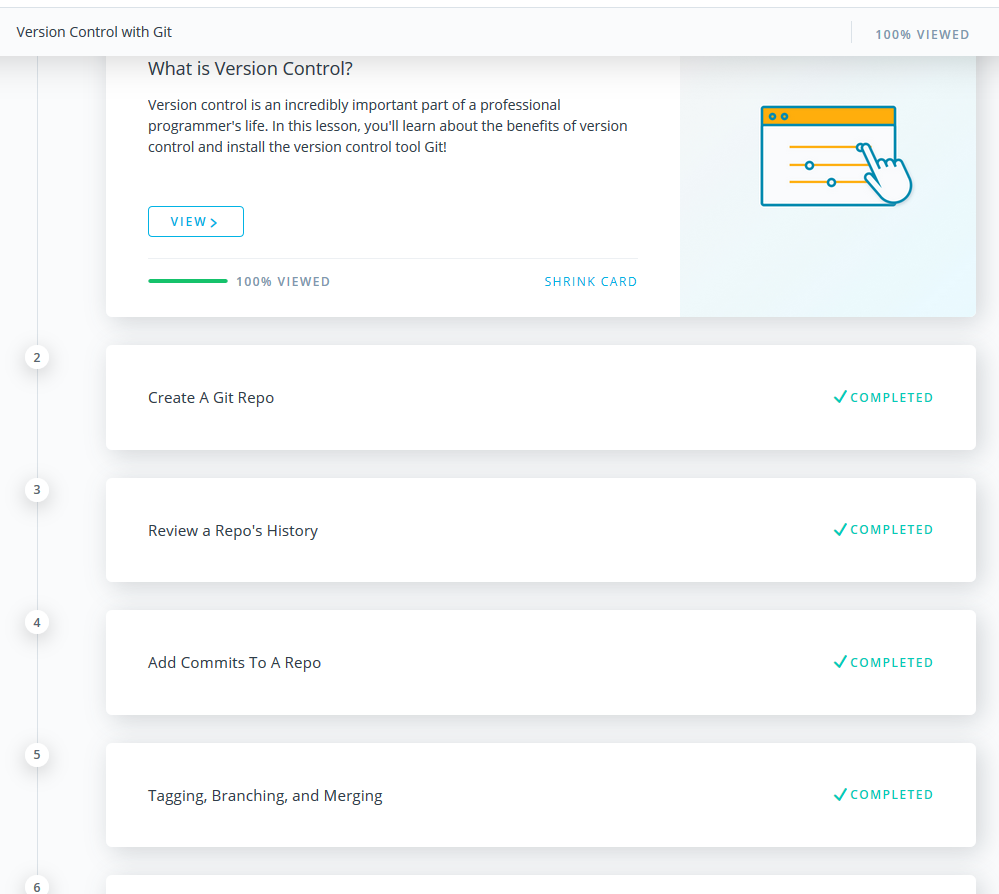 Version Control with Git
100% VIEWED
What is Version Control?
Version control is an incredibly important part of a professional
programmer's life. In this lesson, you'll learn about the benefits of version
control and install the version control tool Git!
VIEW
100% VIEWED
SHRINK CARD
2
Create A Git Repo
COMPLETED
3
Review a Repo's History
COMPLETED
4
Add Commits To A Repo
COMPLETED
5
Tagging, Branching, and Merging
COMPLETED
6